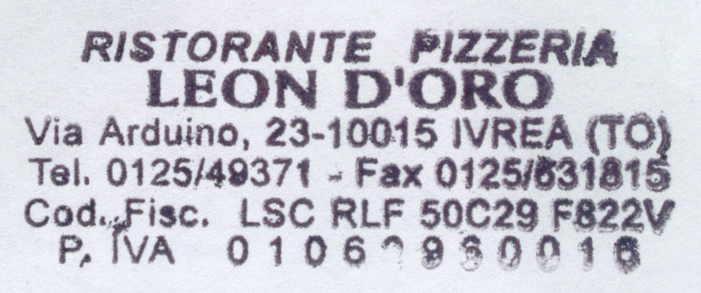 RISTORANTE PIZZERIA
LEON D'ORO
Via Arduino, 23-10015 IVREA (TO)
Tel. 0125/49371 - Fax 0125/631815
Cod. Fisc. LSC RLF 50C29 F822V
P. IVA